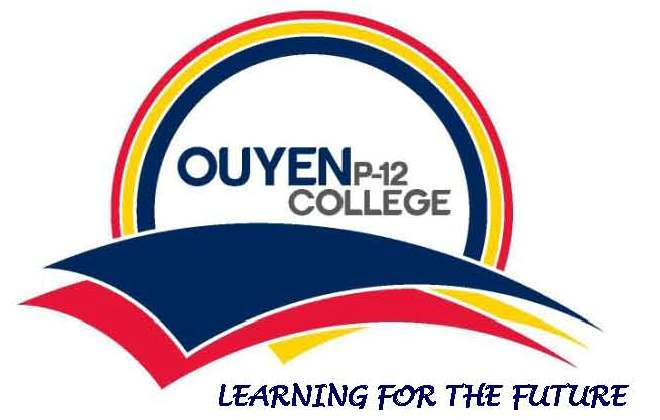 OUYEN P-12
COLLEGE
LEARNING FOR THE FUTURE